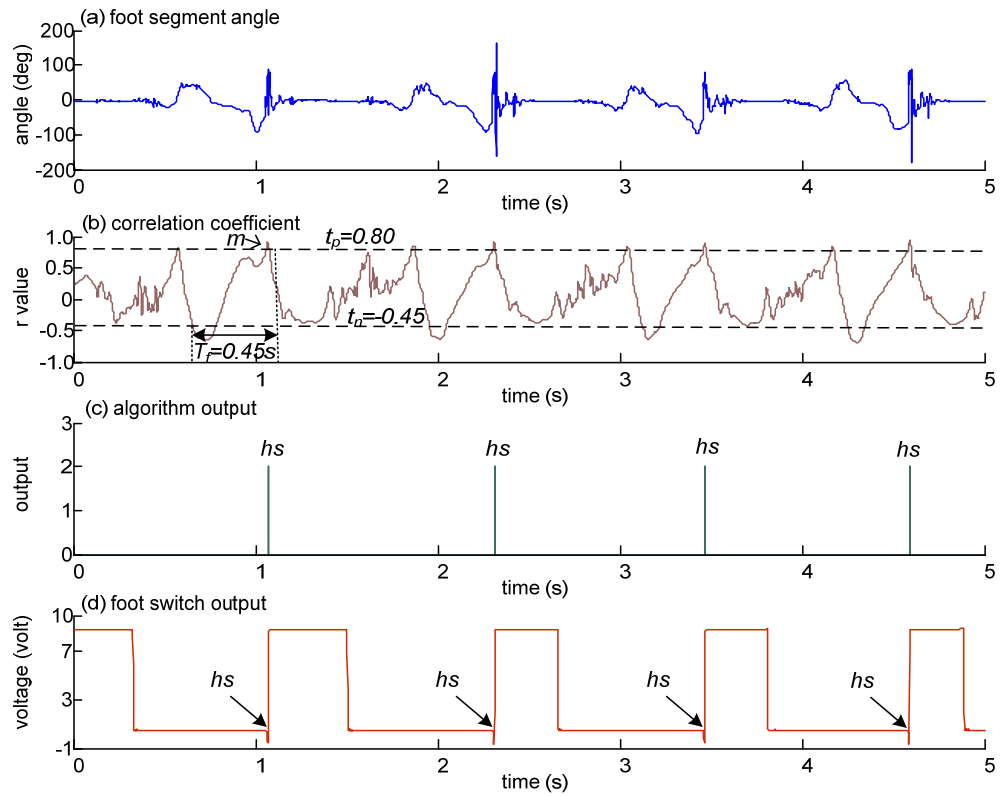 (a) foot segment angle
angle (deg)
200
100
0
-100
-200
0 1 2 3 4 5
time (s)
(b) correlation coefficient
r value
1.0
0.5
0
-0.5
-1.0
m
tp=0.80
tn=-0.45
Tf=0.45s
0 1 2 3 4 5
time (s)
(c) algorithm output
output
3
2
1
0
hs hs hs hs
0 1 2 3 4 5
time (s)
(d) foot switch output
voltage (volt)
10
7
3
-1
hs hs hs hs
0 1 2 3 4 5
time (s)